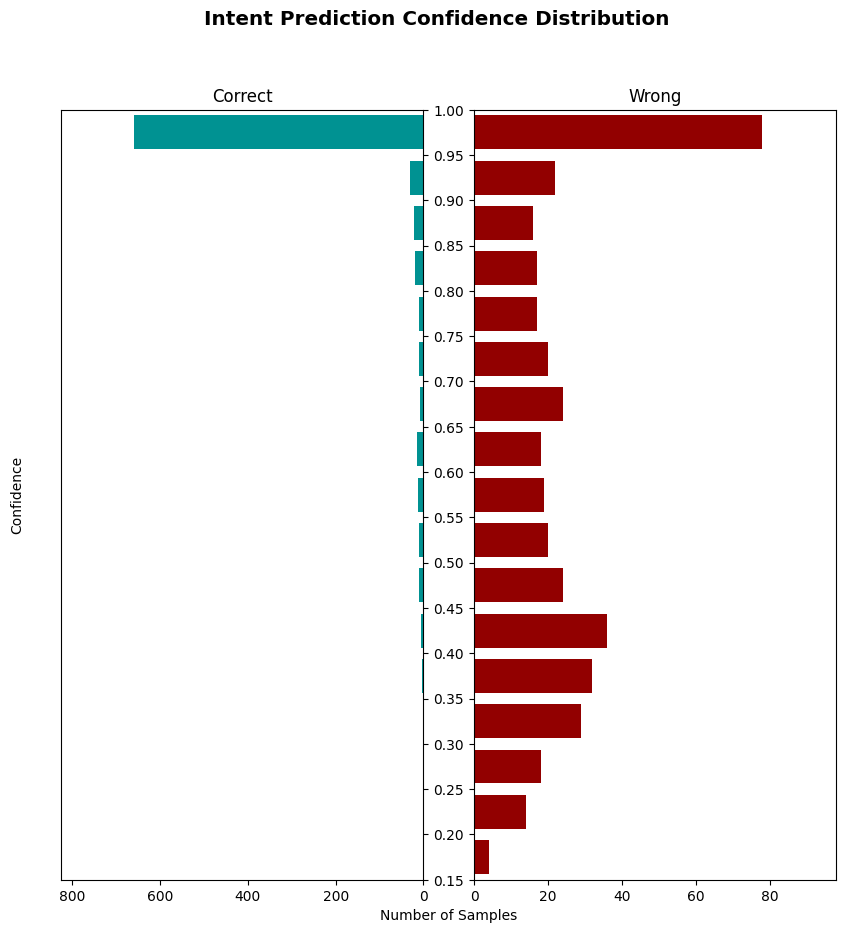 Intent Prediction Confidence Distribution
Correct
Wrong
1.00
0.95
0.90
0.85
0.80
0.75
0.70
0.65
0.60
0.55
0.50
0.45
0.40
0.35
0.30
0.25
0.20
0.15
Confidence
800 600 400 200 0
0 20 40 60 80
Number of Samples